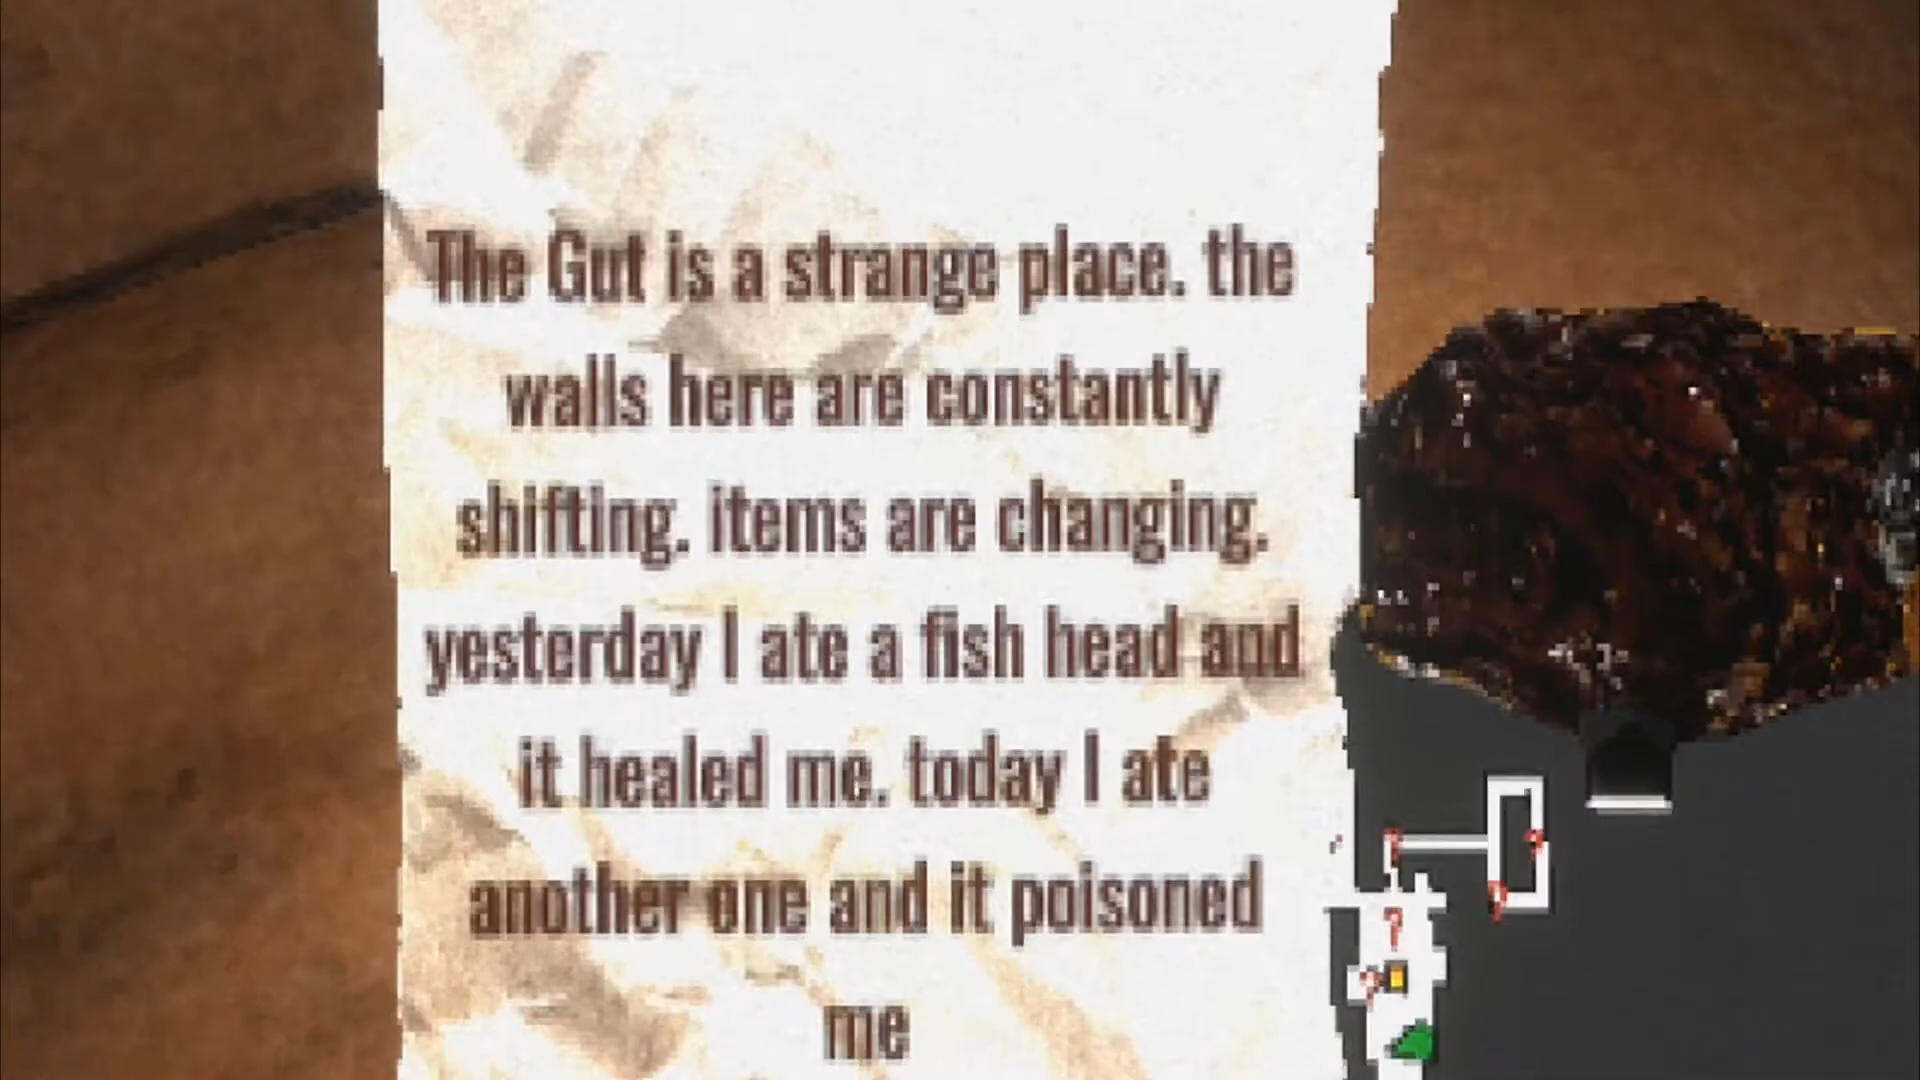 The Gut is a strange place. the
walls here are constantly
shifting. items are changing.
yesterday I ate a fish head and
it healed me. today I ate
another one and it poisoned
me